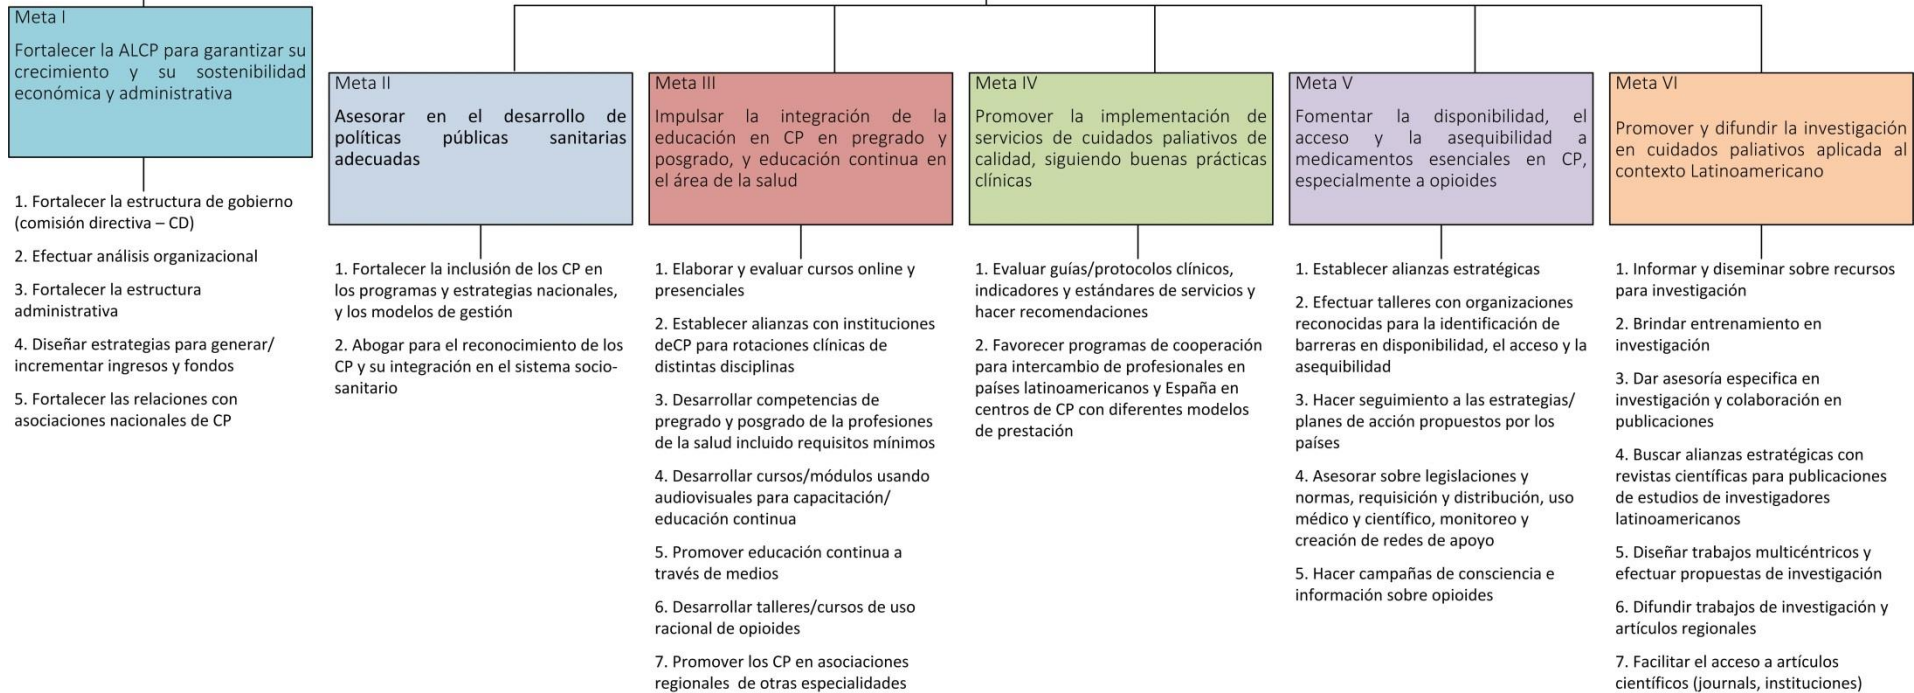 Meta I
Fortalecer la ALCP para garantizar su
crecimiento y su sostenibilidad
económica y administrativa
1. Fortalecer la estructura de gobierno
(comisión directiva – CD)
2. Efectuar análisis organizacional
3. Fortalecer la estructura
administrativa
4. Diseñar estrategias para generar/
incrementar ingresos y fondos
5. Fortalecer las relaciones con
asociaciones nacionales de CP
Meta II
Asesorar en el desarrollo de
políticas públicas sanitarias
adecuadas
1. Fortalecer la inclusión de los CP en
los programas y estrategias nacionales,
y los modelos de gestión
2. Abogar para el reconocimiento de los
CP y su integración en el sistema socio-
sanitario
Meta III
Impulsar la integración de la
educación en CP en pregrado y
posgrado, y educación continua en
el área de la salud
1. Elaborar y evaluar cursos online y
presenciales
2. Establecer alianzas con instituciones
deCP para rotaciones clínicas de
distintas disciplinas
3. Desarrollar competencias de
pregrado y posgrado de la profesiones
de la salud incluido requisitos mínimos
4. Desarrollar cursos/módulos usando
audiovisuales para capacitación/
educación continua
5. Promover educación continua a
través de medios
6. Desarrollar talleres/cursos de uso
racional de opioides
7. Promover los CP en asociaciones
regionales de otras especialidades
Meta IV
Promover la implementación de
servicios de cuidados paliativos de
calidad, siguiendo buenas prácticas
clínicas
1. Evaluar guías/protocolos clínicos,
indicadores y estándares de servicios y
hacer recomendaciones
2. Favorecer programas de cooperación
para intercambio de profesionales en
países latinoamericanos y España en
centros de CP con diferentes modelos
de prestación
Meta V
Fomentar la disponibilidad, el
acceso y la asequibilidad a
medicamentos esenciales en CP,
especialmente a opioides
1. Establecer alianzas estratégicas
2. Efectuar talleres con organizaciones
reconocidas para la identificación de
barreras en disponibilidad, el acceso y la
asequibilidad
3. Hacer seguimiento a las estrategias/
planes de acción propuestos por los
países
4. Asesorar sobre legislaciones y
normas, requisición y distribución, uso
médico y científico, monitoreo y
creación de redes de apoyo
5. Hacer campañas de consciencia e
información sobre opioides
Meta VI
Promover y difundir la investigación
en cuidados paliativos aplicada al
contexto Latinoamericano
1. Informar y diseminar sobre recursos
para investigación
2. Brindar entrenamiento en
investigación
3. Dar asesoría especifica en
investigación y colaboración en
publicaciones
4. Buscar alianzas estratégicas con
revistas científicas para publicaciones
de estudios de investigadores
latinoamericanos
5. Diseñar trabajos multicéntricos y
efectuar propuestas de investigación
6. Difundir trabajos de investigación y
artículos regionales
7. Facilitar el acceso a artículos
científicos (journals, instituciones)